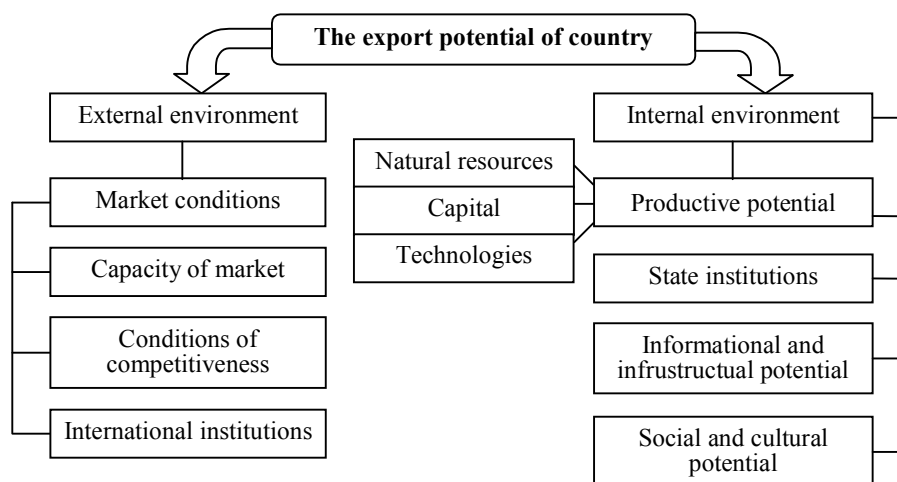 The export potential of country
External environment
Market conditions
Capacity of market
Conditions of
competitiveness
International institutions
Internal environment
Natural resources
Capital
Technologies
Productive potential
State institutions
Informational and
infrustructual potential
Social and cultural
potential